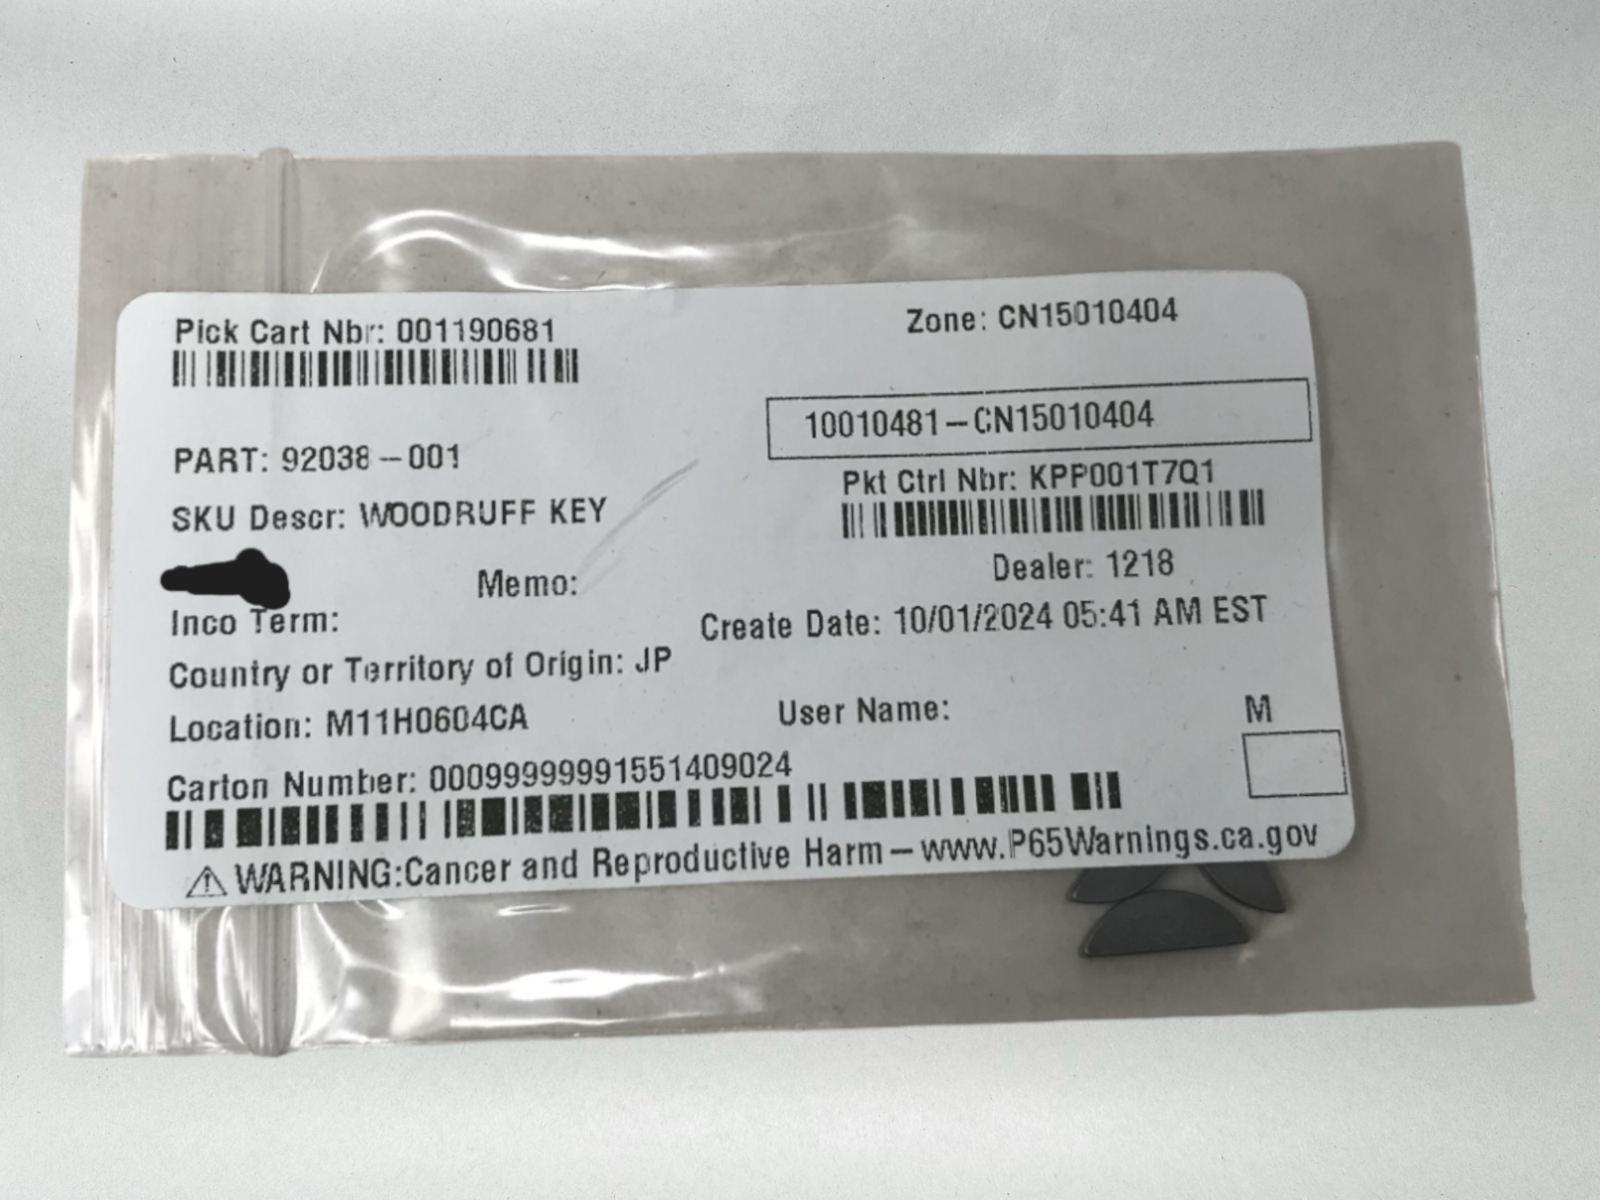 Pick Cart Nbr: 001190681
Zone: CN15010404
10010481-CN15010404
PART: 92038-001
Pkt Ctrl Nbr: KPP001T7Q1
SKU Descr: WOODRUFF KEY
Dealer: 1218
Memo:
Inco Term:
Create Date: 10/01/2024 05:41 AM EST
Country or Territory of Origin: JP
Location: M11H0604CA
User Name:
M
Carton Number: 00099999991551409024
⚠ WARNING:Cancer and Reproductive Harm-www.P65Warnings.ca.gov